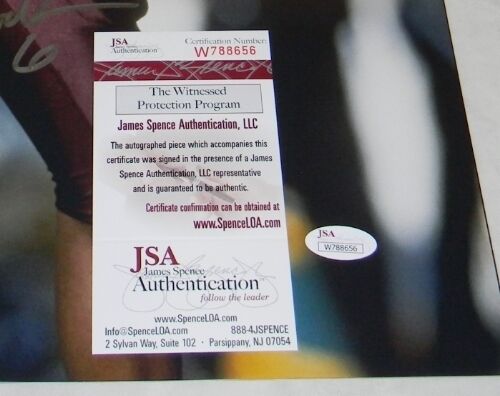 6
JSA
James Spence
Authentication
Certification Number:
W788656
The Witnessed
Protection Program
James Spence Authentication, LLC
The autographed piece which accompanies this
certificate was signed in the presence of a James
Spence Authentication, LLC representative
and is guaranteed to be authentic.
Certificate confirmation can be obtained at
www.SpenceLOA.com
JSA
James Spence
Authentication
follow the leader
www.SpenceLOA.com
Info@SpenceLOA.com 888-4JSPENCE
2 Sylvan Way, Suite 102 • Parsippany, NJ 07054
JSA
W788656